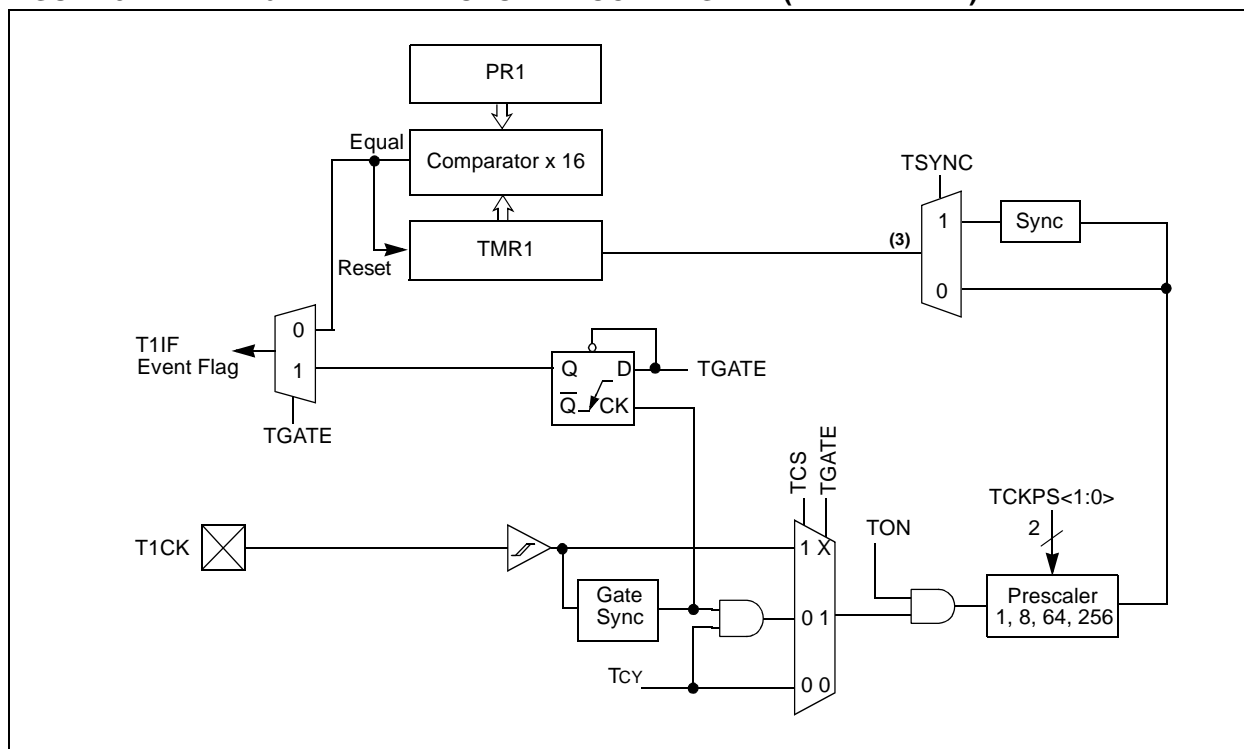 PR1
Equal
Comparator x 16
TSYNC
1
Sync
(3)
TMR1
Reset
0
0
T1IF
Event Flag
1
Q
D
TGATE
Q
CK
TGATE
TCS
TGATE
TCKPS<1:0>
2
TON
T1CK
1 X
Gate
Sync
0 1
Prescaler
1, 8, 64, 256
TCY
0 0